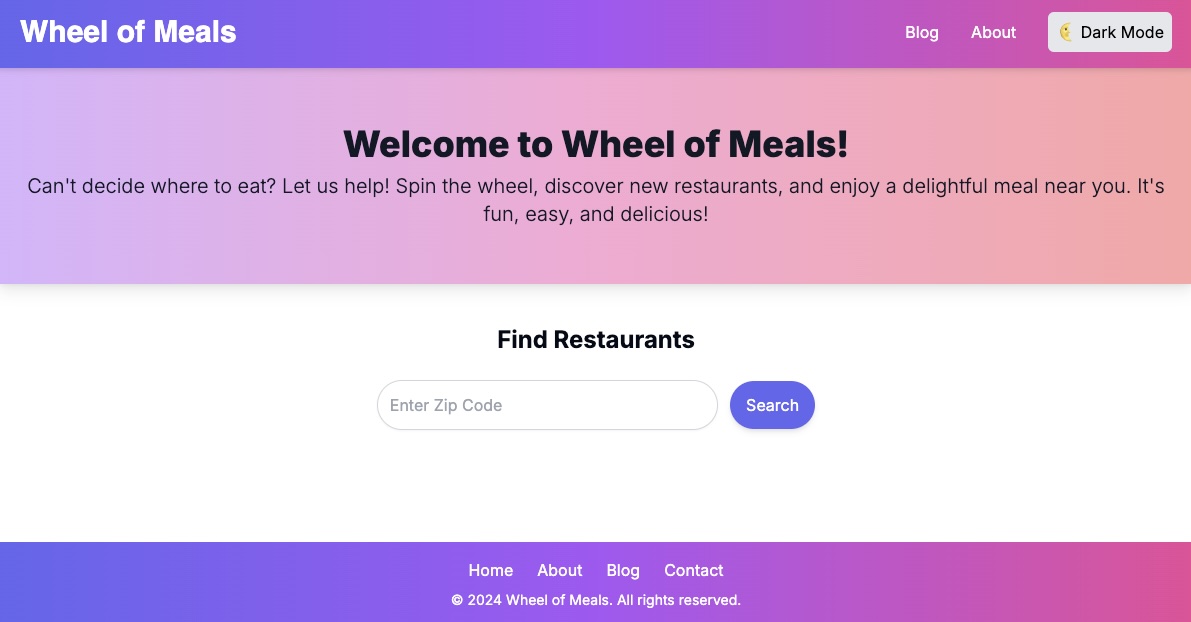 Wheel of Meals
Blog
About
🌜 Dark Mode
Welcome to Wheel of Meals!
Can't decide where to eat? Let us help! Spin the wheel, discover new restaurants, and enjoy a delightful meal near you. It's
fun, easy, and delicious!
Find Restaurants
Enter Zip Code
Search
Home
About
Blog
Contact
© 2024 Wheel of Meals. All rights reserved.